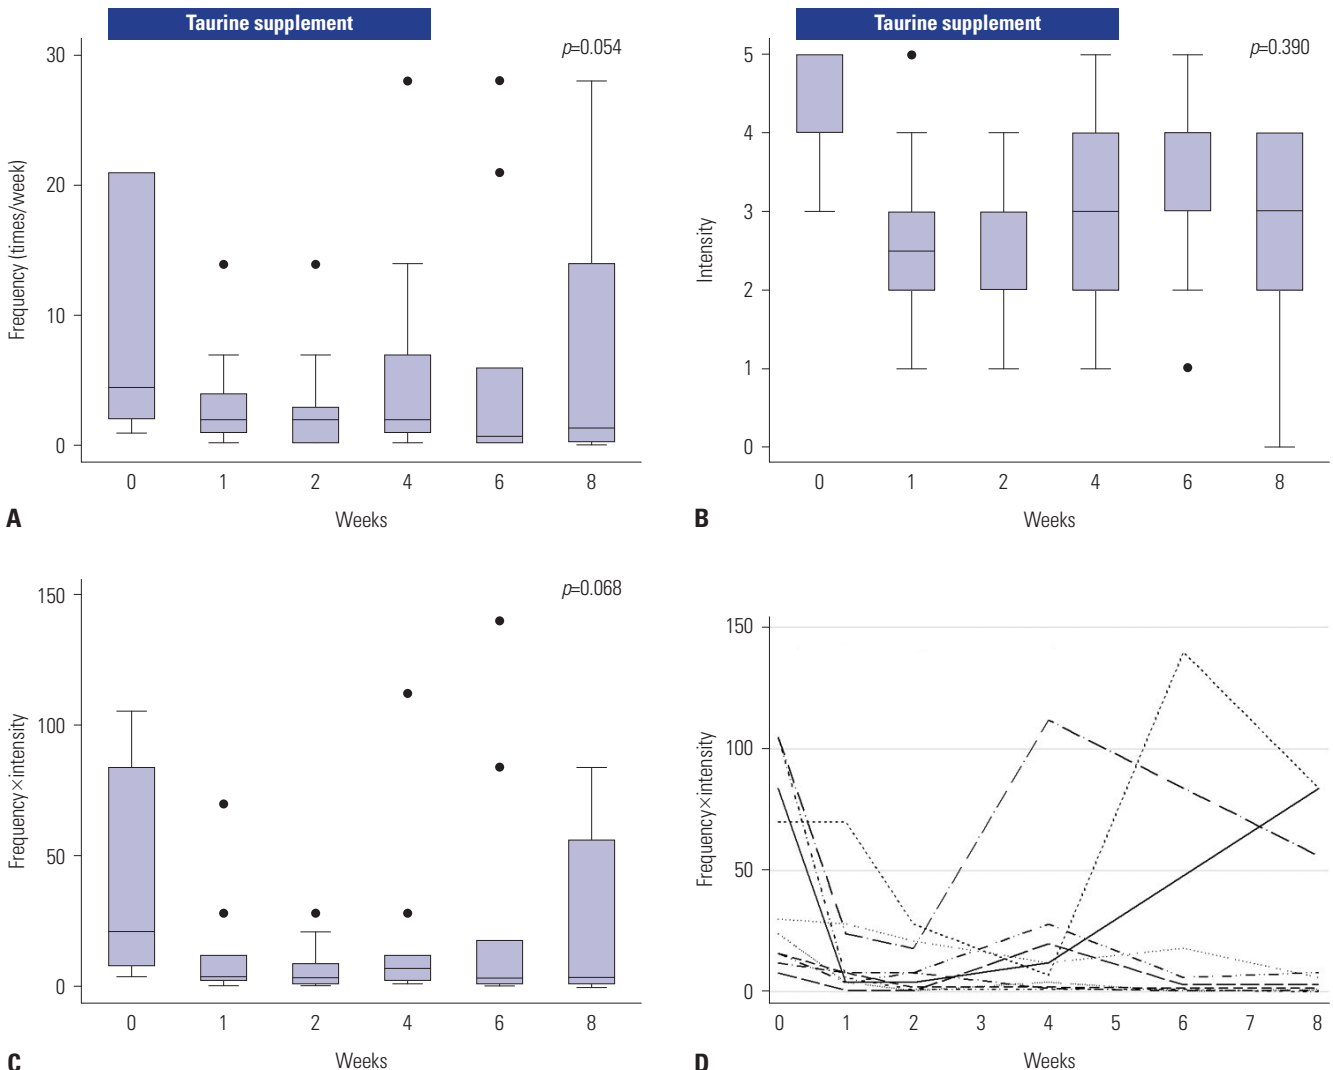 Taurine supplement
p=0.054
Frequency (times/week)
30
20
10
0
0 1 2 4 6 8
Weeks
A
Taurine supplement
p=0.390
Intensity
5
4
3
2
1
0
0 1 2 4 6 8
Weeks
B
p=0.068
Frequency×intensity
150
100
50
0
0 1 2 4 6 8
Weeks
C
Frequency×intensity
150
100
50
0
0 1 2 3 4 5 6 7 8
Weeks
D